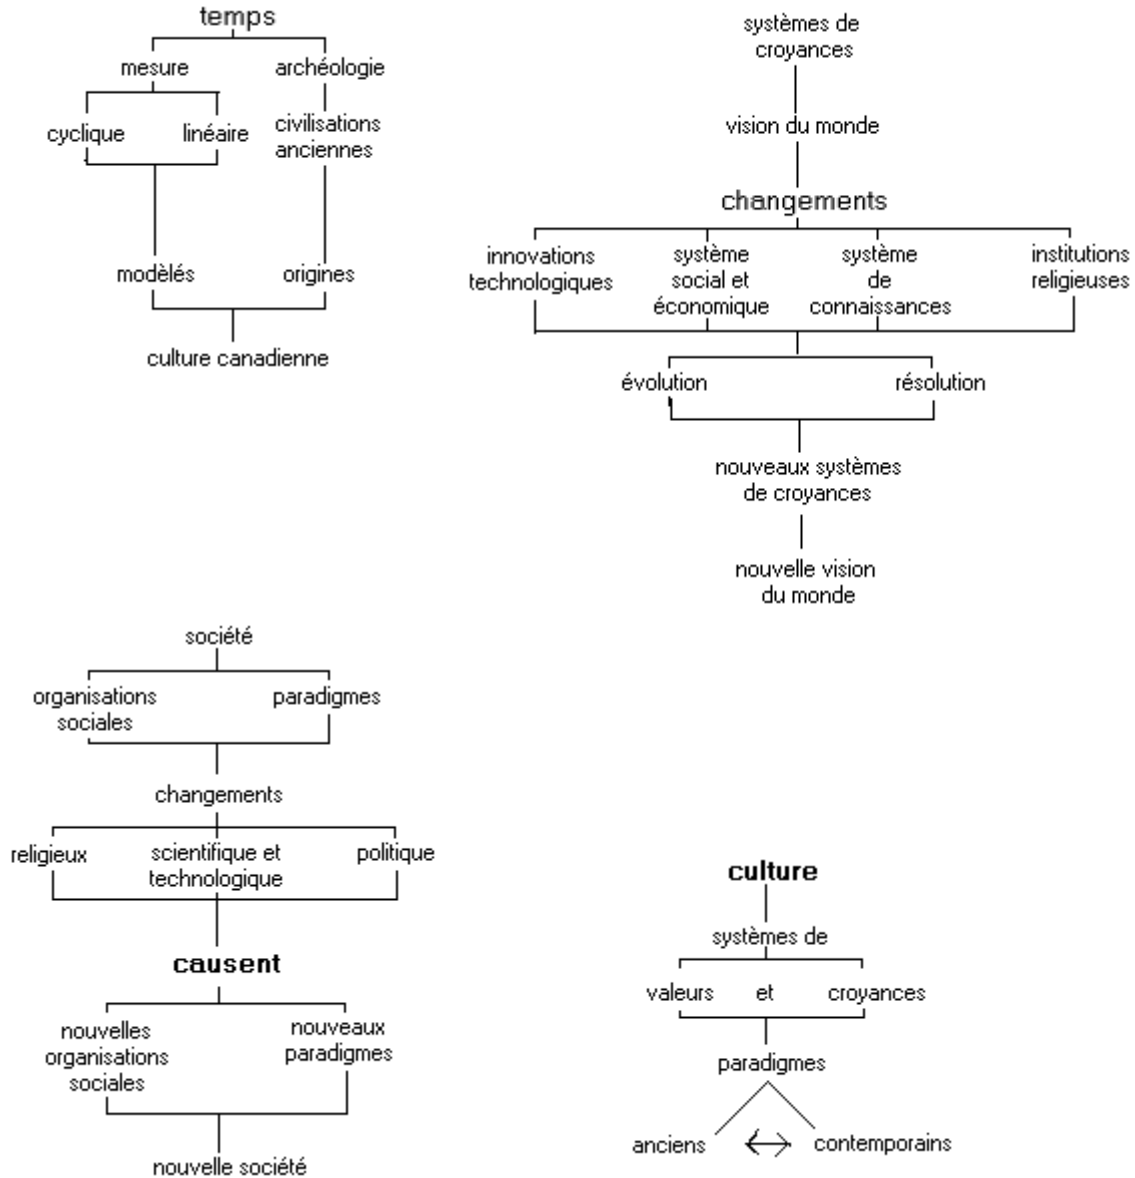 temps
mesure archéologie
cyclique linéaire civilisations
anciennes
modèlés origines
culture canadienne
systèmes de
croyances
vision du monde
changements
innovations
technologiques
système
social et
économique
système
de
connaissances
institutions
religieuses
évolution résolution
nouveaux systèmes
de croyances
nouvelle vision
du monde
société
organisations
sociales
paradigmes
changements
religieux
scientifique et
technologique
politique
causent
nouvelles
organisations
sociales
nouveaux
paradigmes
nouvelle société
culture
systèmes de
valeurs et croyances
paradigmes
anciens contemporains